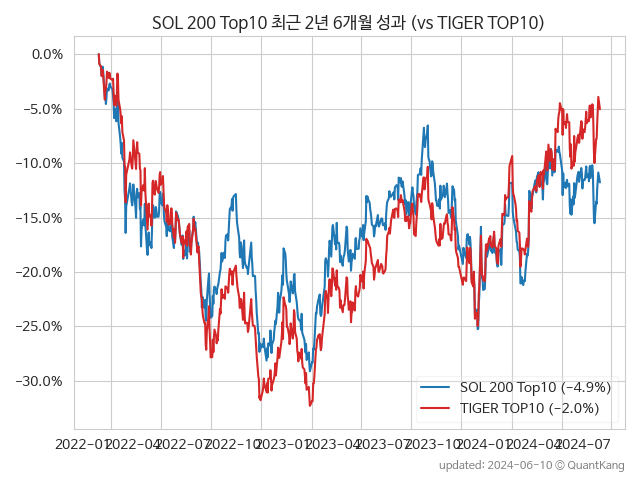 SOL 200 Top10 최근 2년 6개월 성과 (vs TIGER TOP10)
0.0%
−5.0%
−10.0%
−15.0%
−20.0%
−25.0%
−30.0%
SOL 200 Top10 (−4.9%)
TIGER TOP10 (−2.0%)
2022-01 2022-04 2022-07 2022-10 2023-01 2023-04 2023-07 2023-10 2024-01 2024-04 2024-07
updated: 2024-06-10 © QuantKang